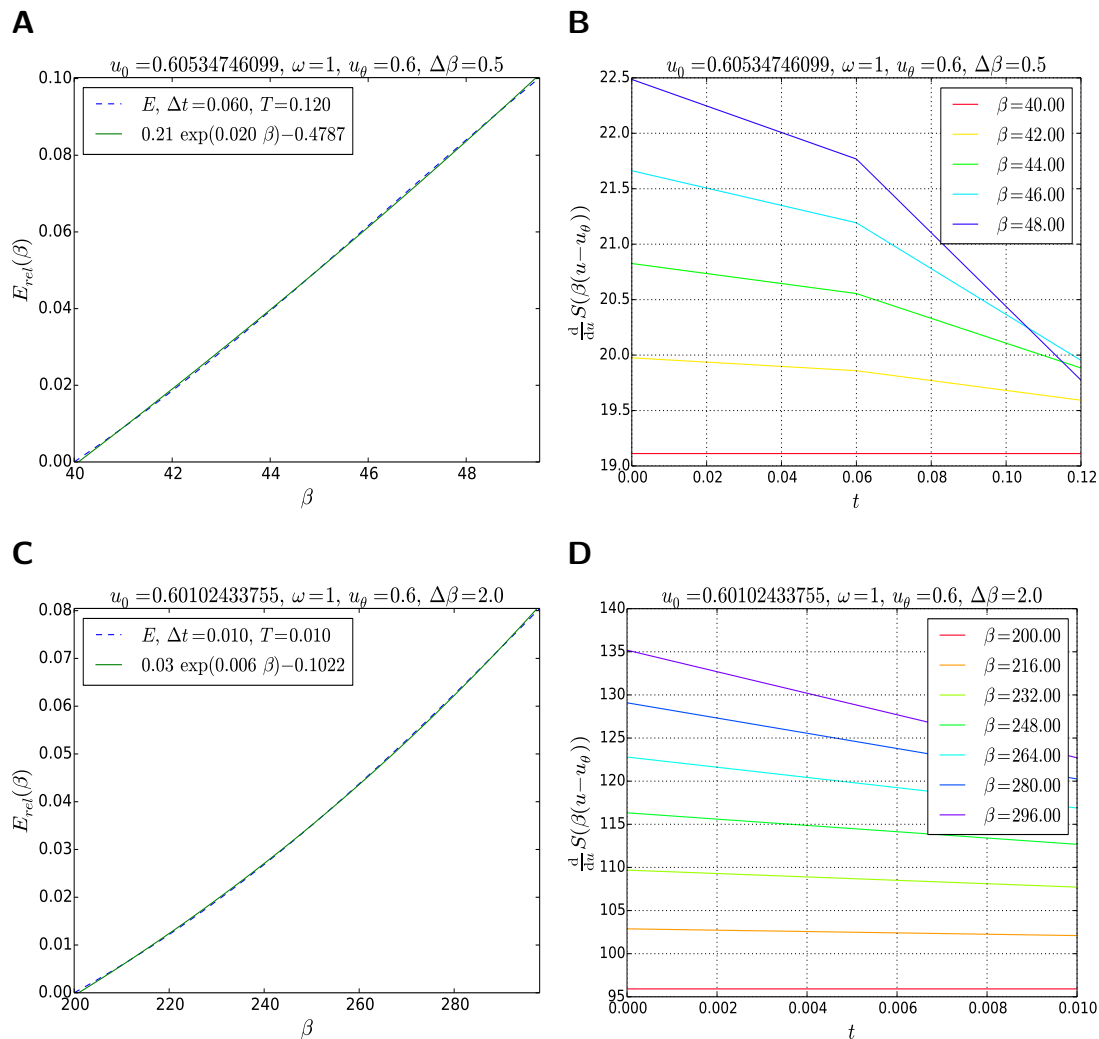 A
u₀=0.60534746099, ω=1, u_θ=0.6, Δβ=0.5
E_rel(β)
0.10
0.08
0.06
0.04
0.02
0.00
E, Δt=0.060, T=0.120
0.21 exp(0.020 β)−0.4787
40 42 44 46 48
β
B
u₀=0.60534746099, ω=1, u_θ=0.6, Δβ=0.5
d/du S(β(u−u_θ))
22.5
22.0
21.5
21.0
20.5
20.0
19.5
19.0
β=40.00
β=42.00
β=44.00
β=46.00
β=48.00
0.00 0.02 0.04 0.06 0.08 0.10 0.12
t
C
u₀=0.60102433755, ω=1, u_θ=0.6, Δβ=2.0
E_rel(β)
0.08
0.07
0.06
0.05
0.04
0.03
0.02
0.01
0.00
E, Δt=0.010, T=0.010
0.03 exp(0.006 β)−0.1022
200 220 240 260 280
β
D
u₀=0.60102433755, ω=1, u_θ=0.6, Δβ=2.0
d/du S(β(u−u_θ))
140
135
130
125
120
115
110
105
100
95
β=200.00
β=216.00
β=232.00
β=248.00
β=264.00
β=280.00
β=296.00
0.000 0.002 0.004 0.006 0.008 0.010
t